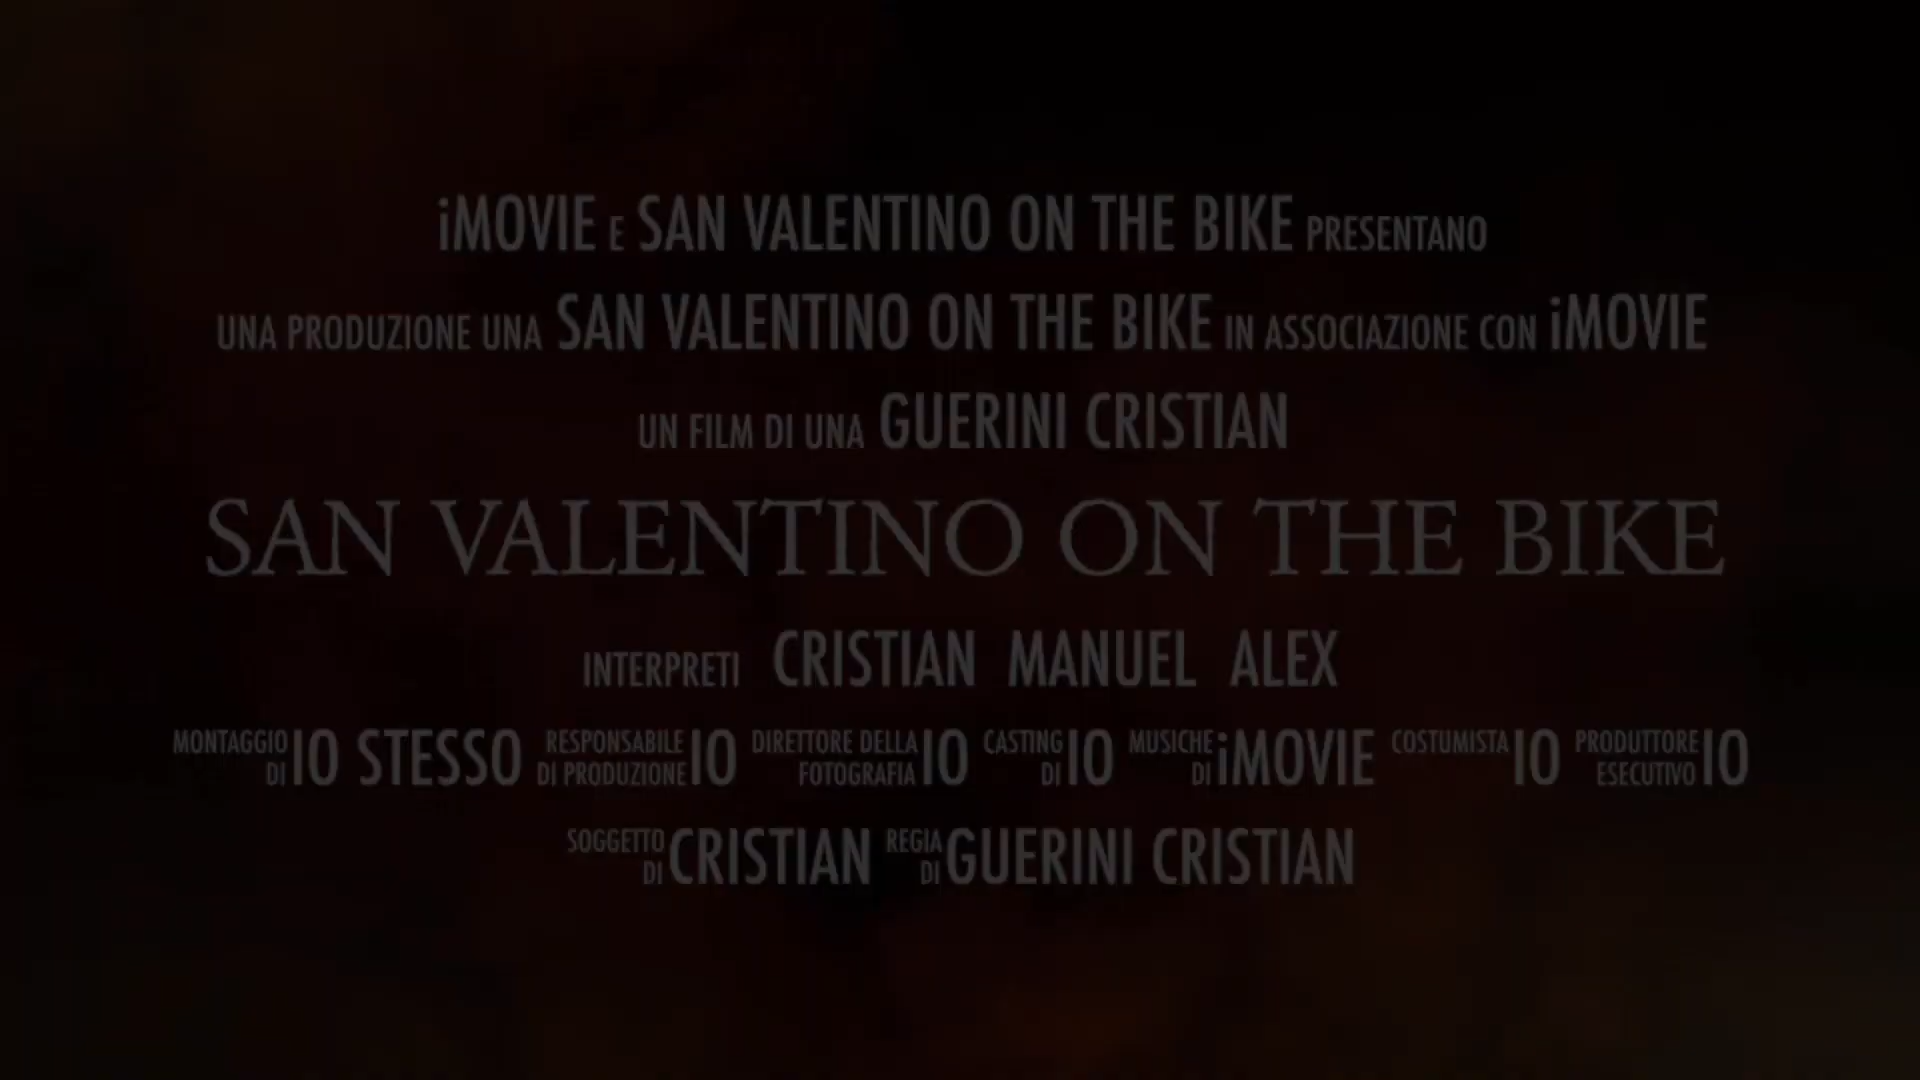 iMOVIE E SAN VALENTINO ON THE BIKE PRESENTANO
UNA PRODUZIONE UNA SAN VALENTINO ON THE BIKE IN ASSOCIAZIONE CON iMOVIE
UN FILM DI UNA GUERINI CRISTIAN
SAN VALENTINO ON THE BIKE
INTERPRETI CRISTIAN MANUEL ALEX
MONTAGGIO DI IO STESSO RESPONSABILE DI PRODUZIONE IO DIRETTORE DELLA FOTOGRAFIA IO CASTING DI IO MUSICHE DI iMOVIE COSTUMISTA IO PRODUTTORE ESECUTIVO IO
SOGGETTO DI CRISTIAN REGIA DI GUERINI CRISTIAN